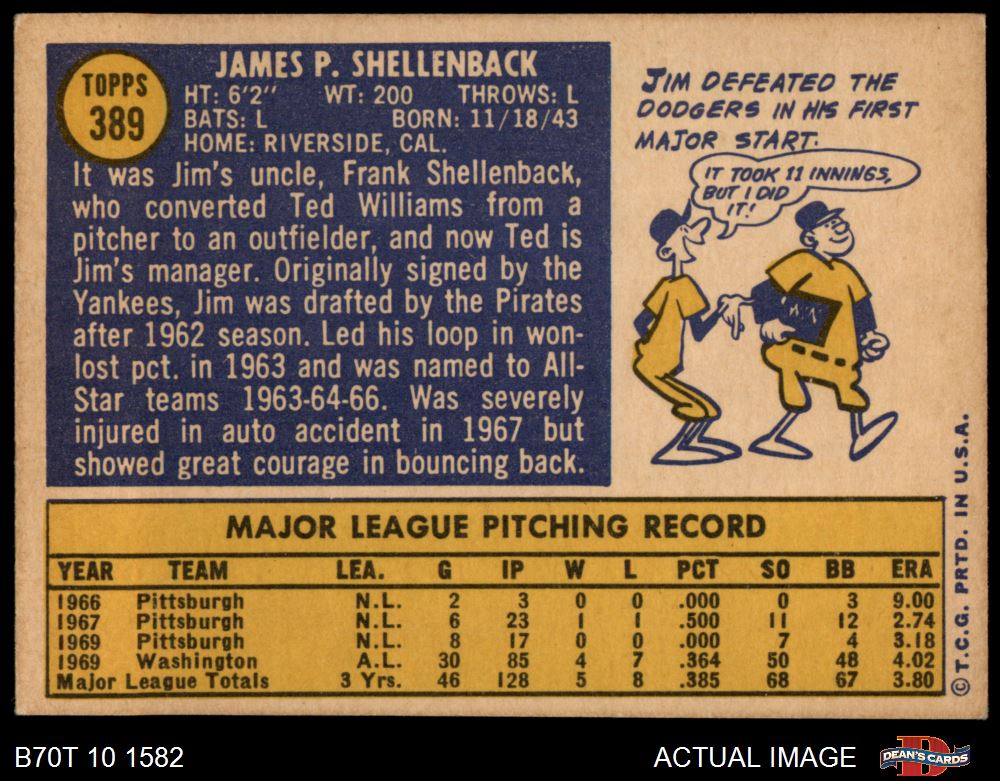 TOPPS
389
JAMES P. SHELLENBACK
HT: 6'2" WT: 200 THROWS: L
BATS: L BORN: 11/18/43
HOME: RIVERSIDE, CAL.
It was Jim's uncle, Frank Shellenback,
who converted Ted Williams from a
pitcher to an outfielder, and now Ted is
Jim's manager. Originally signed by the
Yankees, Jim was drafted by the Pirates
after 1962 season. Led his loop in won-
lost pct. in 1963 and was named to All-
Star teams 1963-64-66. Was severely
injured in auto accident in 1967 but
showed great courage in bouncing back.
JIM DEFEATED THE
DODGERS IN HIS FIRST
MAJOR START.
IT TOOK 11 INNINGS,
BUT I DID
IT!
MAJOR LEAGUE PITCHING RECORD
YEAR TEAM LEA. G IP W L PCT SO BB ERA
1966 Pittsburgh N.L. 2 3 0 0 .000 0 3 9.00
1967 Pittsburgh N.L. 6 23 1 1 .500 11 12 2.74
1969 Pittsburgh N.L. 8 17 0 0 .000 7 4 3.18
1969 Washington A.L. 30 85 4 7 .364 50 48 4.02
Major League Totals 3 Yrs. 46 128 5 8 .385 68 67 3.80
© T.C.G. PRTD. IN U.S.A.
B70T 10 1582
ACTUAL IMAGE
DEAN'S CARDS